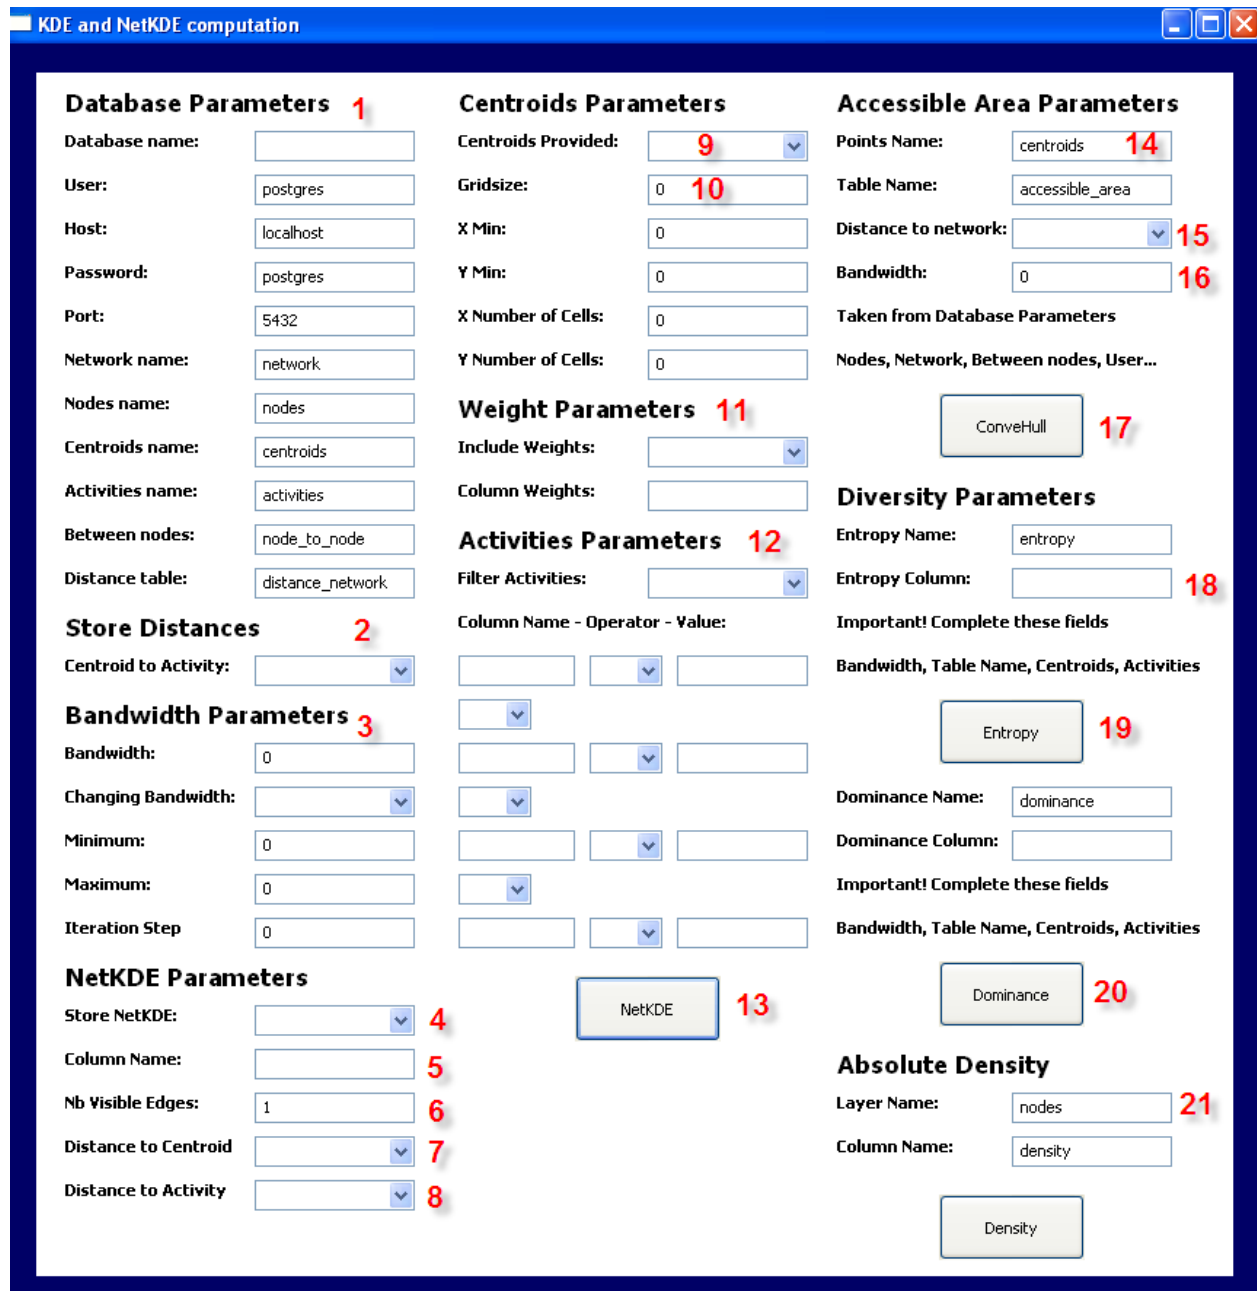 KDE and NetKDE computation
Database Parameters 1
Database name:
User: postgres
Host: localhost
Password: postgres
Port: 5432
Network name: network
Nodes name: nodes
Centroids name: centroids
Activities name: activities
Between nodes: node_to_node
Distance table: distance_network
Store Distances 2
Centroid to Activity:
Bandwidth Parameters 3
Bandwidth: 0
Changing Bandwidth:
Minimum: 0
Maximum: 0
Iteration Step 0
NetKDE Parameters
Store NetKDE: 4
Column Name: 5
Nb Visible Edges: 1 6
Distance to Centroid 7
Distance to Activity 8
Centroids Parameters
Centroids Provided: 9
Gridsize: 0 10
X Min: 0
Y Min: 0
X Number of Cells: 0
Y Number of Cells: 0
Weight Parameters 11
Include Weights:
Column Weights:
Activities Parameters 12
Filter Activities:
Column Name - Operator - Value:
NetKDE 13
Accessible Area Parameters
Points Name: centroids 14
Table Name: accessible_area
Distance to network: 15
Bandwidth: 0 16
Taken from Database Parameters
Nodes, Network, Between nodes, User...
ConveHull 17
Diversity Parameters
Entropy Name: entropy
Entropy Column: 18
Important! Complete these fields
Bandwidth, Table Name, Centroids, Activities
Entropy 19
Dominance Name: dominance
Dominance Column:
Important! Complete these fields
Bandwidth, Table Name, Centroids, Activities
Dominance 20
Absolute Density
Layer Name: nodes 21
Column Name: density
Density